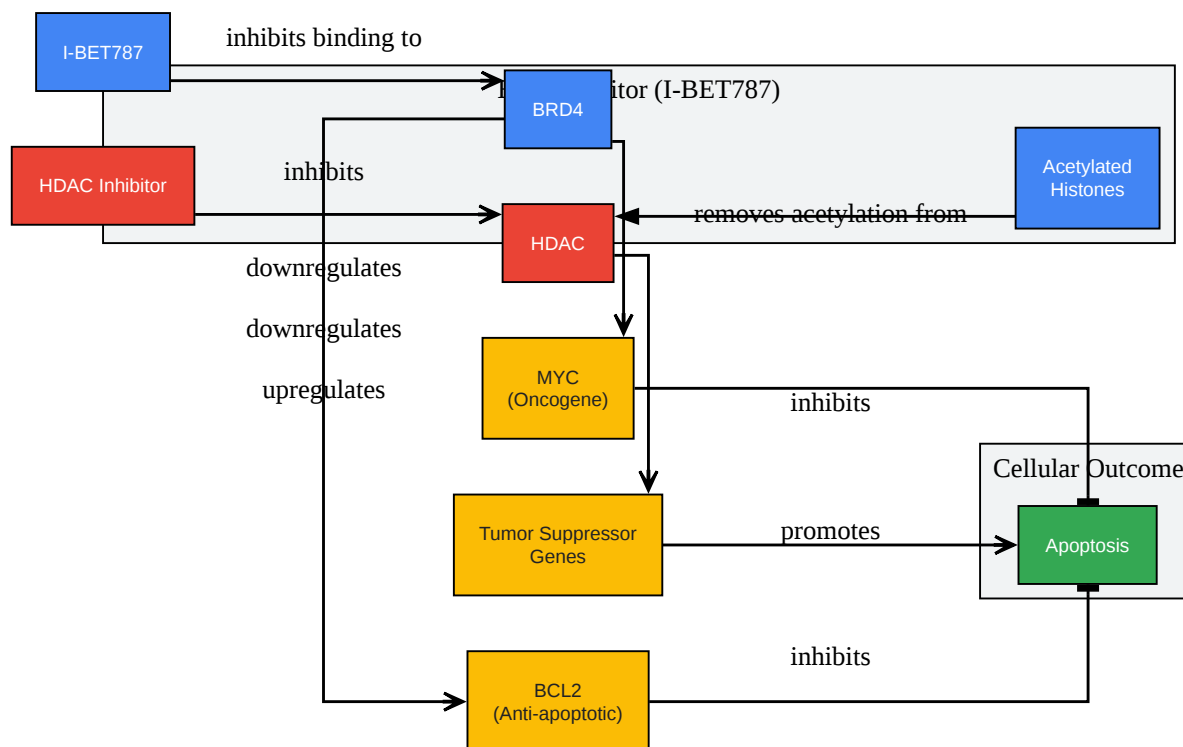 I-BET787
inhibits binding to
itor (I-BET787)
BRD4
HDAC Inhibitor
inhibits
Acetylated
Histones
removes acetylation from
HDAC
downregulates
downregulates
upregulates
MYC
(Oncogene)
inhibits
Cellular Outcome
Tumor Suppressor
Genes
promotes
Apoptosis
BCL2
(Anti-apoptotic)
inhibits